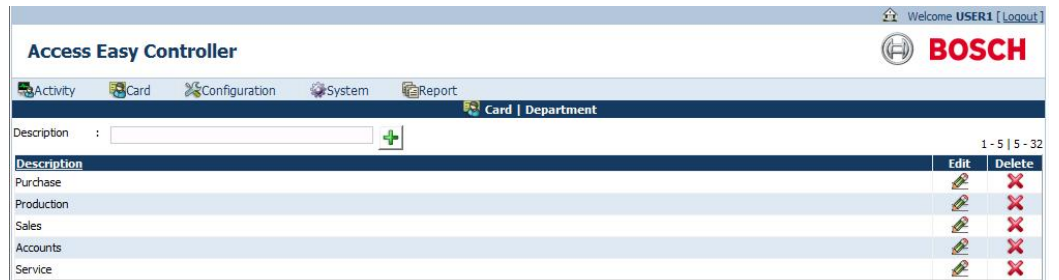 Welcome USER1 [ Logout ]
Access Easy Controller
BOSCH
Activity Card Configuration System Report
Card | Department
Description :
1 - 5 | 5 - 32
Description Edit Delete
Purchase
Production
Sales
Accounts
Service